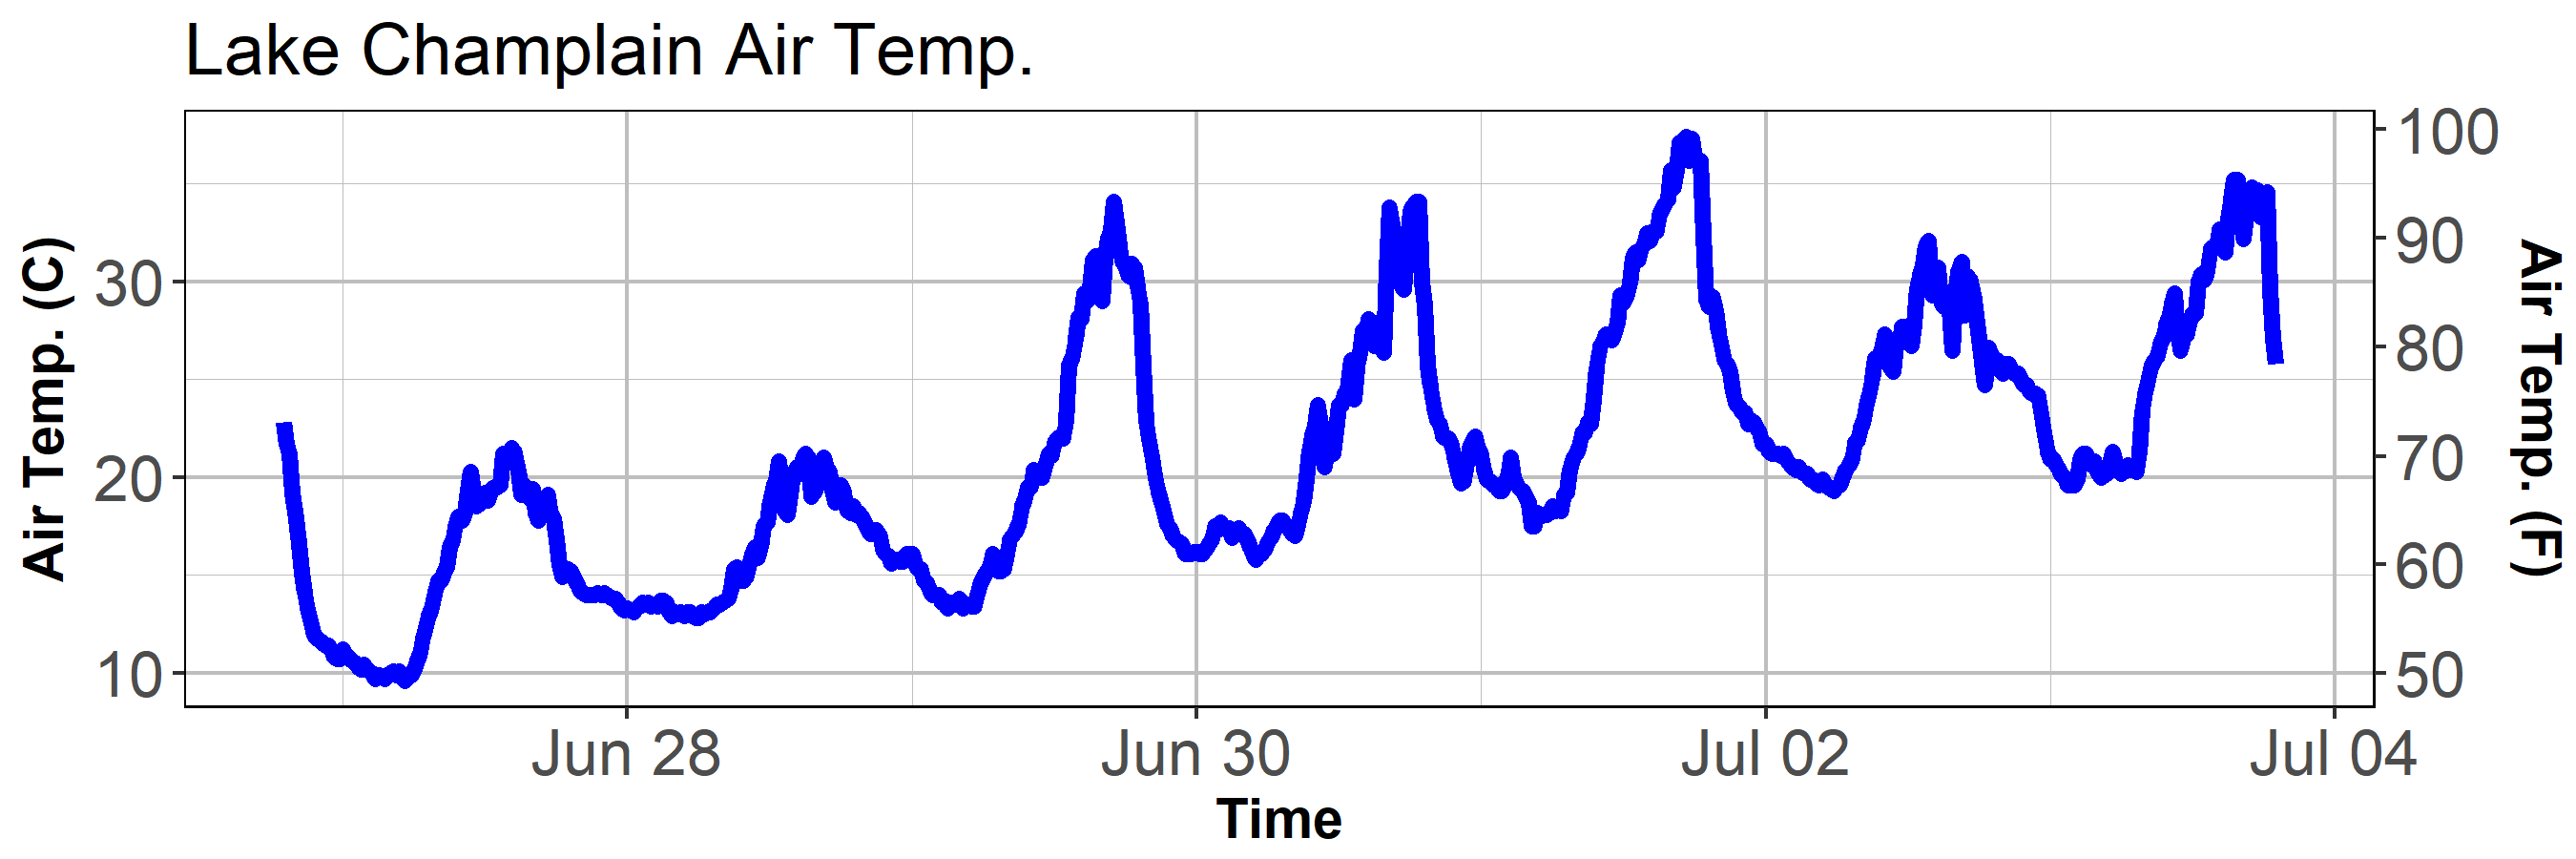 Lake Champlain Air Temp.
Air Temp. (C)
30
20
10
100
90
80
70
60
50
Air Temp. (F)
Jun 28
Jun 30
Jul 02
Jul 04
Time